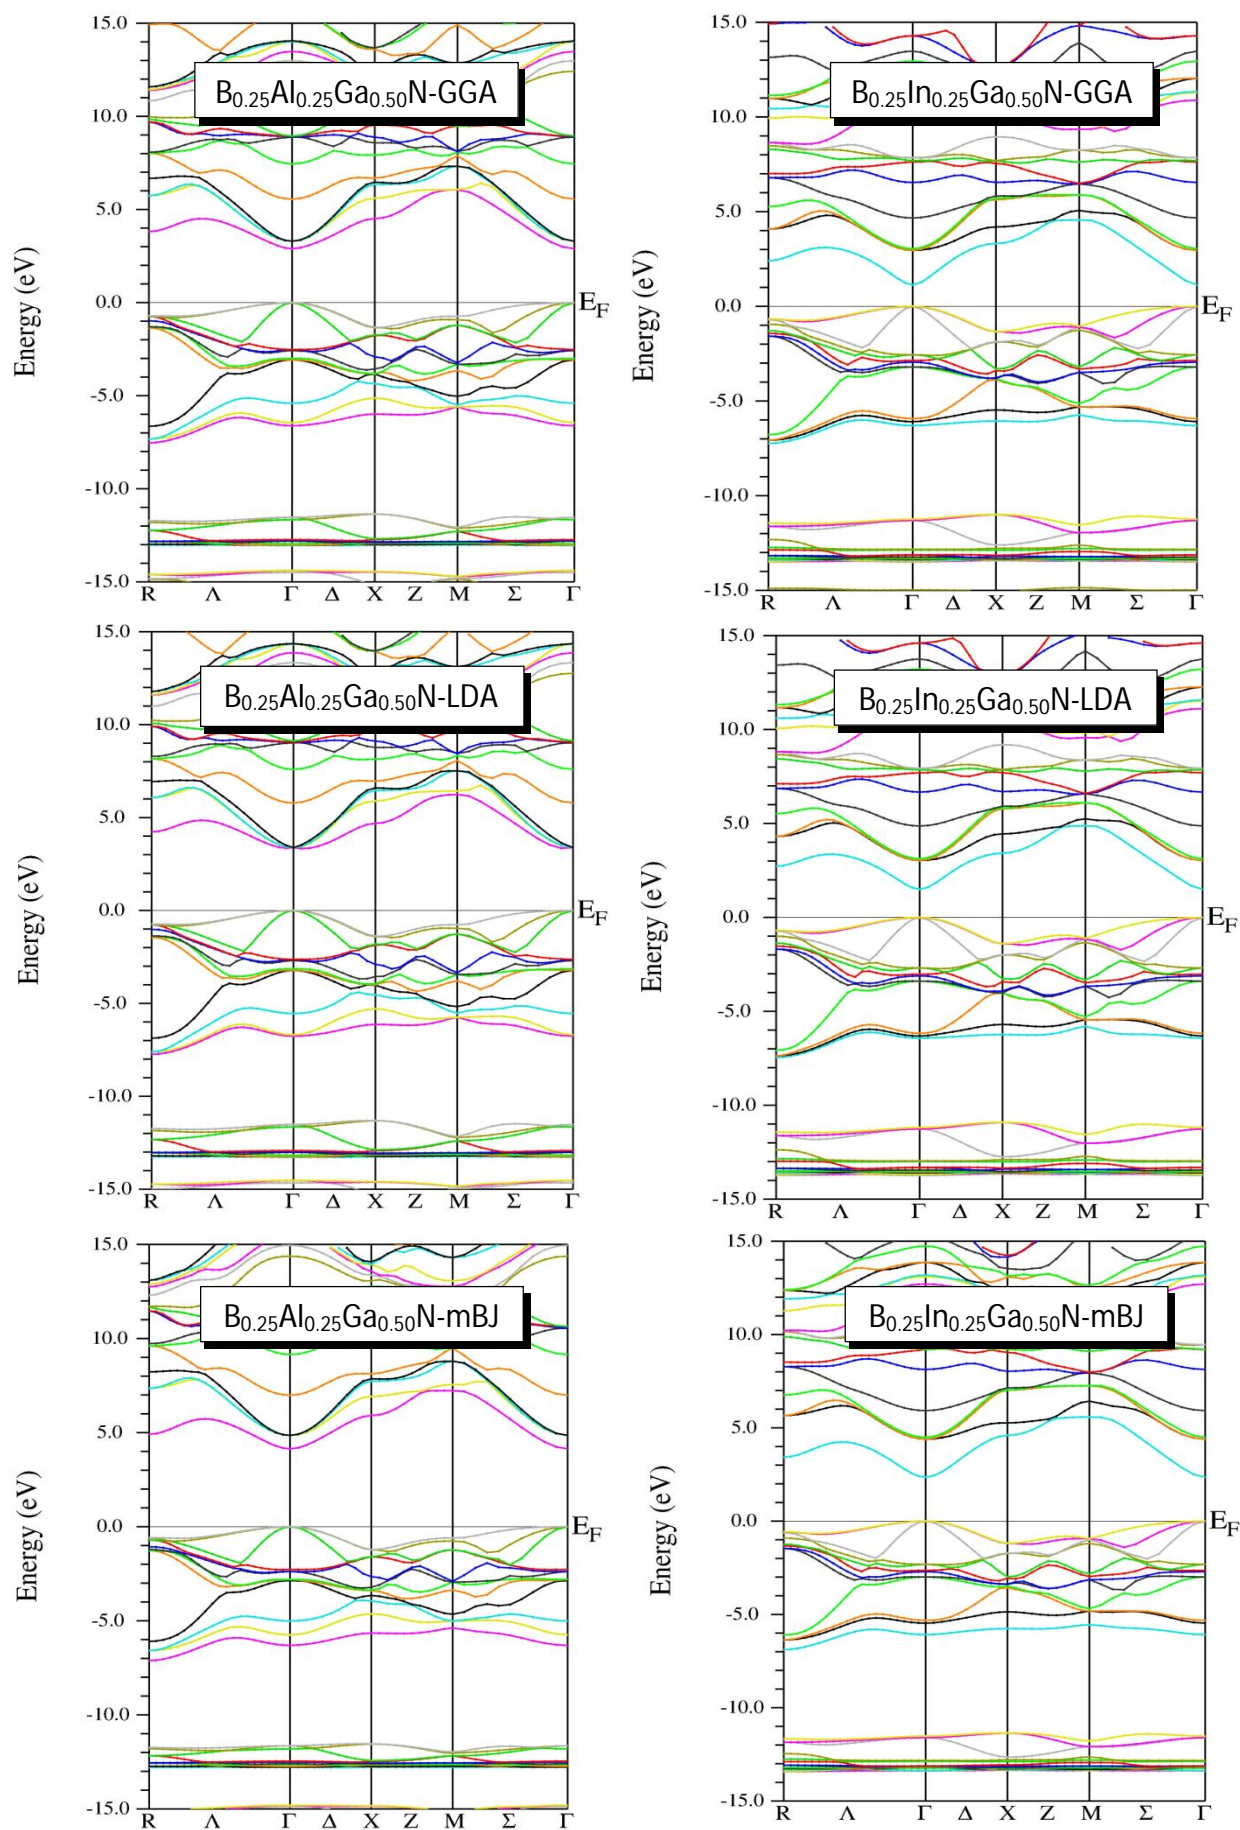 B0.25Al0.25Ga0.50N-GGA
Energy (eV)
15.0
10.0
5.0
0.0
-5.0
-10.0
-15.0
EF
R Λ Γ Δ X Z M Σ Γ
B0.25In0.25Ga0.50N-GGA
Energy (eV)
15.0
10.0
5.0
0.0
-5.0
-10.0
-15.0
EF
R Λ Γ Δ X Z M Σ Γ
B0.25Al0.25Ga0.50N-LDA
Energy (eV)
15.0
10.0
5.0
0.0
-5.0
-10.0
-15.0
EF
R Λ Γ Δ X Z M Σ Γ
B0.25In0.25Ga0.50N-LDA
Energy (eV)
15.0
10.0
5.0
0.0
-5.0
-10.0
-15.0
EF
R Λ Γ Δ X Z M Σ Γ
B0.25Al0.25Ga0.50N-mBJ
Energy (eV)
15.0
10.0
5.0
0.0
-5.0
-10.0
-15.0
EF
R Λ Γ Δ X Z M Σ Γ
B0.25In0.25Ga0.50N-mBJ
Energy (eV)
15.0
10.0
5.0
0.0
-5.0
-10.0
-15.0
EF
R Λ Γ Δ X Z M Σ Γ